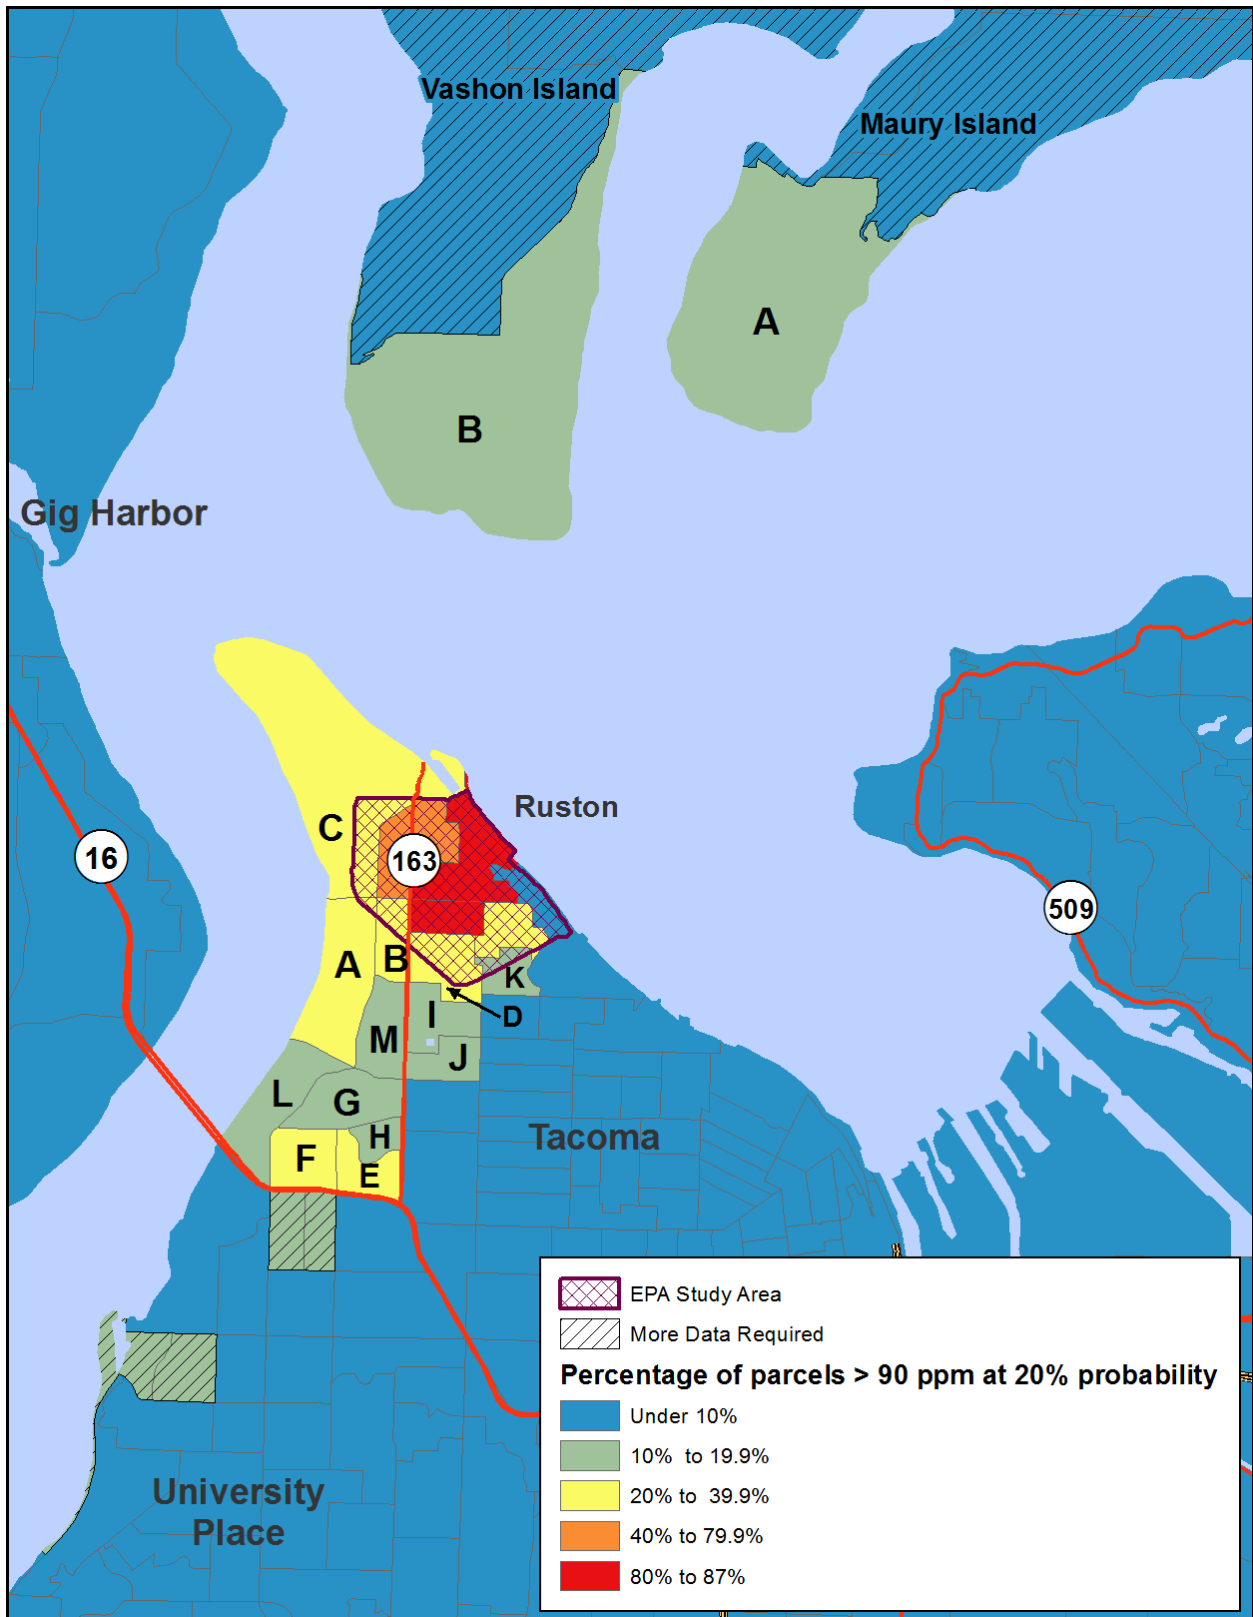 Vashon Island
Maury Island
A
B
Gig Harbor
Ruston
C
16
163
509
A
B
K
D
I
M
J
L
G
H
Tacoma
F
E
EPA Study Area
More Data Required
Percentage of parcels > 90 ppm at 20% probability
Under 10%
10% to 19.9%
20% to 39.9%
40% to 79.9%
80% to 87%
University
Place